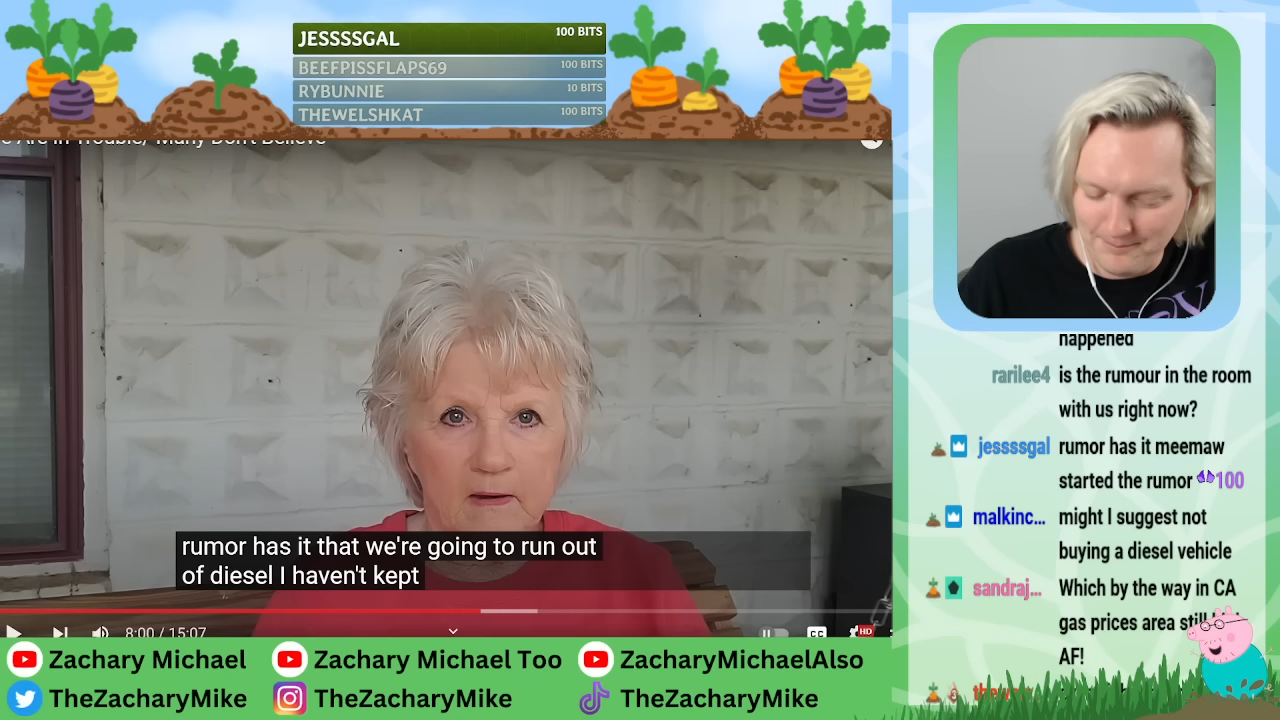 JESSSSGAL 100 BITS
BEEFPISSFLAPS69 100 BITS
RYBUNNIE 10 BITS
THEWELSHKAT 100 BITS
Are In Trouble/ Many Don't Believe
rumor has it that we're going to run out
of diesel I haven't kept
8:00 / 15:07
CC
HD
happened
rarilee4 is the rumour in the room
with us right now?
jessssgal rumor has it meemaw
started the rumor 100
malkinc... might I suggest not
buying a diesel vehicle
sandraj... Which by the way in CA
gas prices area still
AF!
Zachary Michael
Zachary Michael Too
ZacharyMichaelAlso
TheZacharyMike
TheZacharyMike
TheZacharyMike